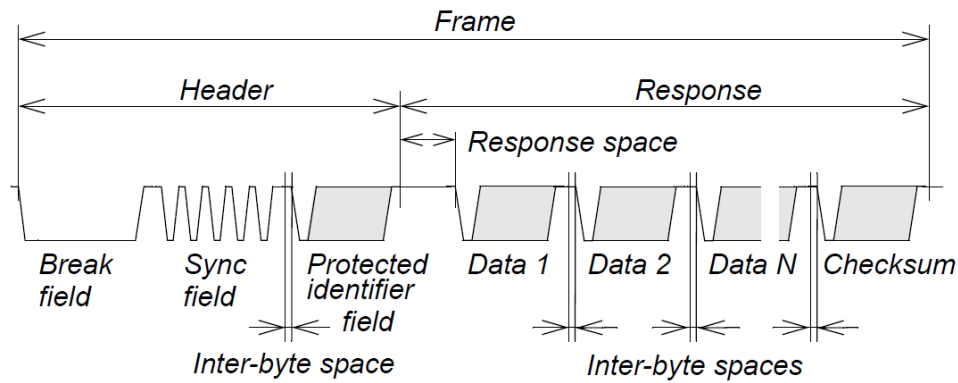 Frame
Header
Response
Response space
Break
field
Sync
field
Protected
identifier
field
Data 1
Data 2
Data N
Checksum
Inter-byte space
Inter-byte spaces